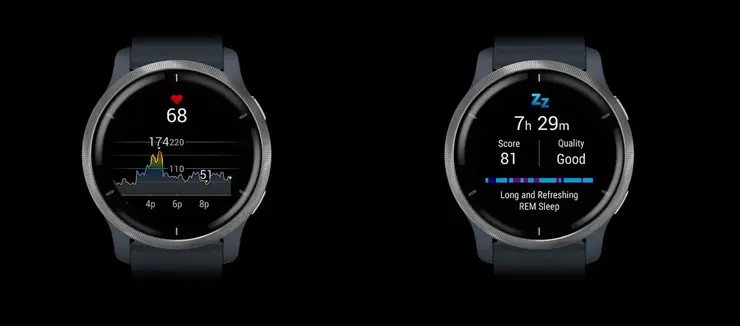 68
174 220
110
51
4p 6p 8p
Zz
7h 29m
Score Quality
81 Good
Long and Refreshing
REM Sleep